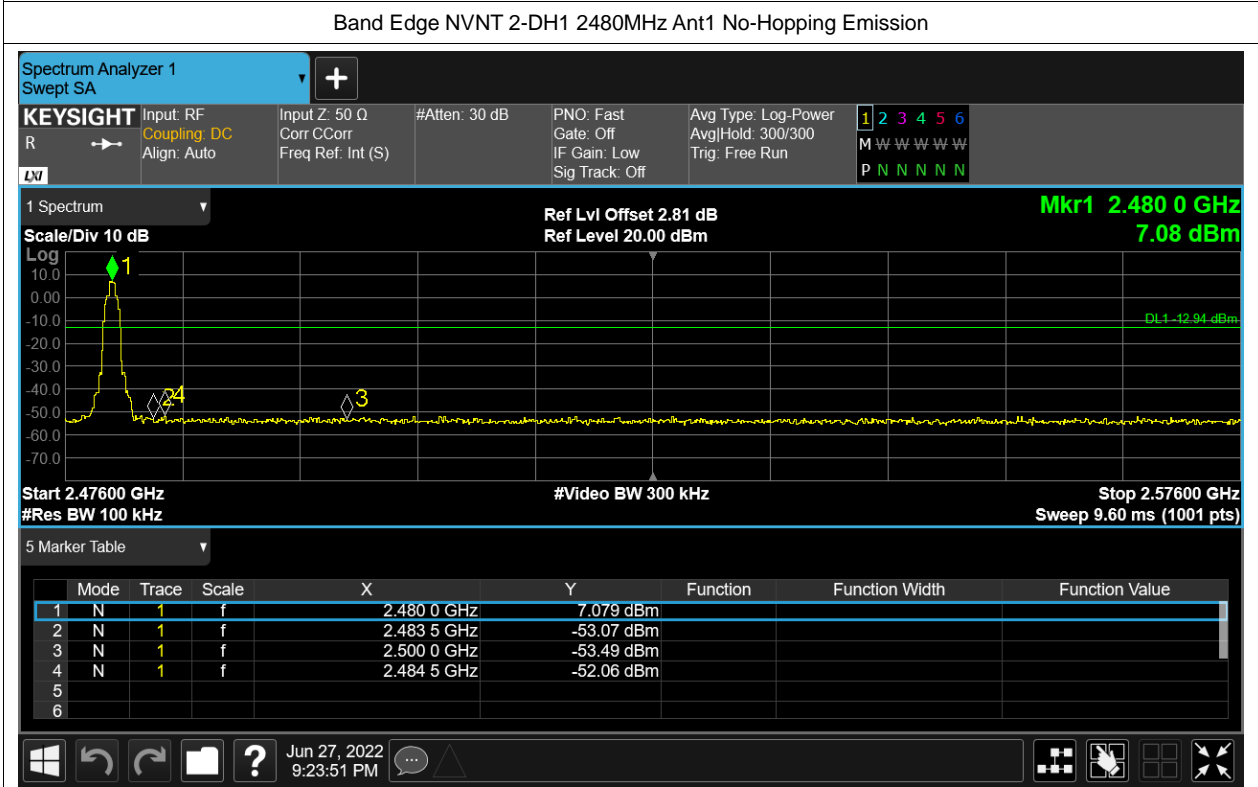 Band Edge NVNT 2-DH1 2480MHz Ant1 No-Hopping Emission
Spectrum Analyzer 1
Swept SA
+
KEYSIGHT Input: RF Input Z: 50 Ω #Atten: 30 dB PNO: Fast Avg Type: Log-Power 1 2 3 4 5 6
R Coupling: DC Corr CCorr Gate: Off Avg|Hold: 300/300 M W W W W W
Align: Auto Freq Ref: Int (S) IF Gain: Low Trig: Free Run P N N N N N
LXI Sig Track: Off
1 Spectrum Ref Lvl Offset 2.81 dB Mkr1 2.480 0 GHz
Scale/Div 10 dB Ref Level 20.00 dBm 7.08 dBm
Log
1
10.0
0.00
-10.0 DL1 -12.94 dBm
-20.0
-30.0
-40.0 2 4 3
-50.0
-60.0
-70.0
Start 2.47600 GHz #Video BW 300 kHz Stop 2.57600 GHz
#Res BW 100 kHz Sweep 9.60 ms (1001 pts)
5 Marker Table
Mode Trace Scale X Y Function Function Width Function Value
1 N 1 f 2.480 0 GHz 7.079 dBm
2 N 1 f 2.483 5 GHz -53.07 dBm
3 N 1 f 2.500 0 GHz -53.49 dBm
4 N 1 f 2.484 5 GHz -52.06 dBm
5
6
? Jun 27, 2022
9:23:51 PM